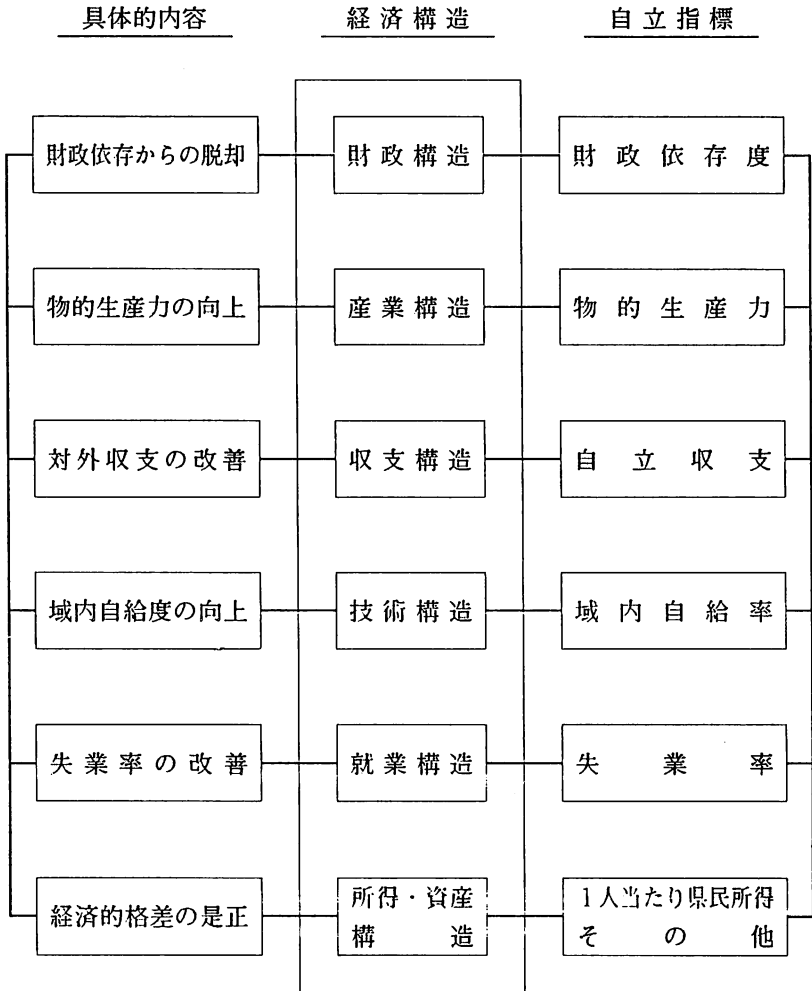 具体的内容 経済構造 自立指標
財政依存からの脱却 財政構造 財政依存度
物的生産力の向上 産業構造 物的生産力
対外収支の改善 収支構造 自立収支
域内自給度の向上 技術構造 域内自給率
失業率の改善 就業構造 失業率
経済的格差の是正 所得・資産 1人当たり県民所得
構造 その他